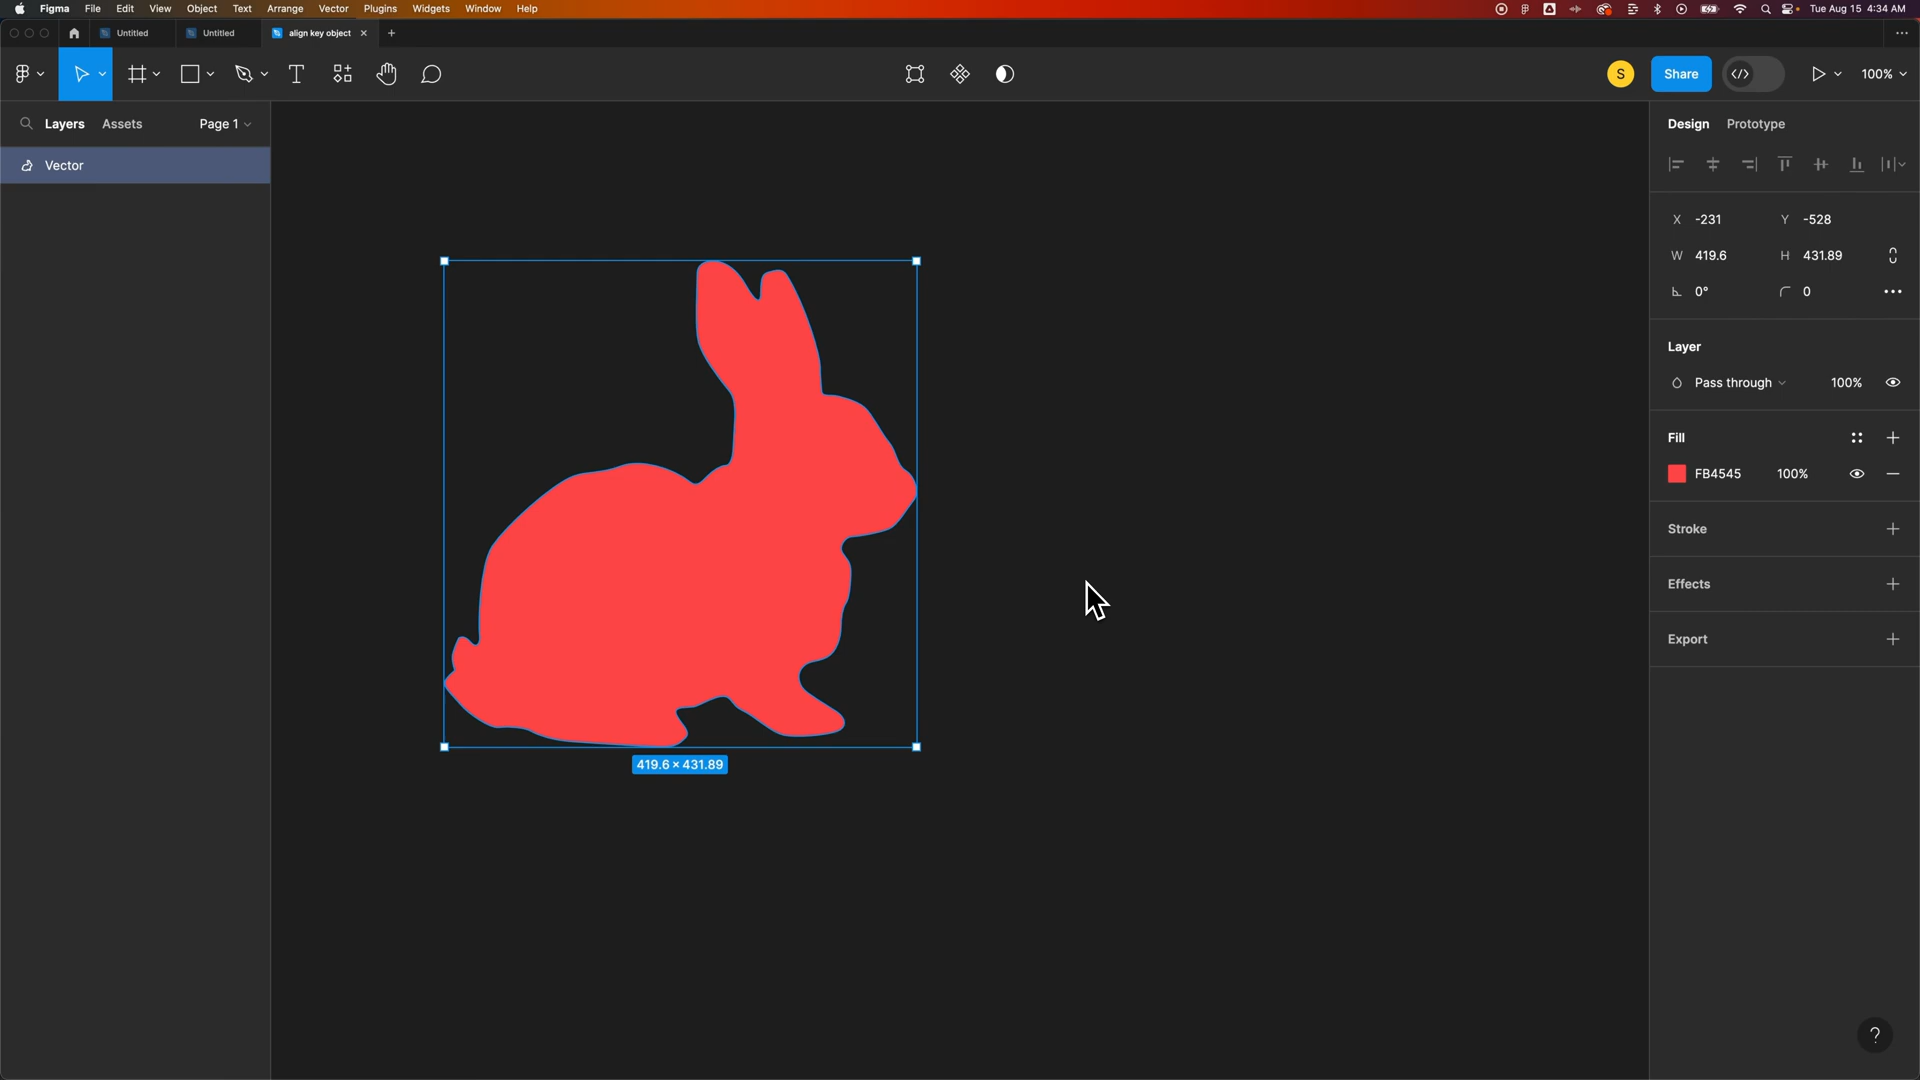 Figma File Edit View Object Text Arrange Vector Plugins Widgets Window Help Tue Aug 15 4:34 AM
Untitled Untitled align key object
Share 100%
S
Layers Assets Page 1
Vector
Design Prototype
X -231 Y -528
W 419.6 H 431.89
0° 0
Layer
Pass through 100%
Fill
FB4545 100%
Stroke
Effects
Export
419.6 × 431.89
?